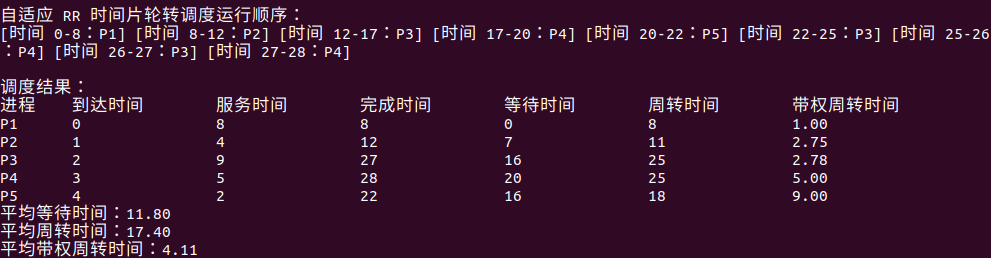 自适应 RR 时间片轮转调度运行顺序：
[时间 0-8：P1] [时间 8-12：P2] [时间 12-17：P3] [时间 17-20：P4] [时间 20-22：P5] [时间 22-25：P3] [时间 25-26
：P4] [时间 26-27：P3] [时间 27-28：P4]
调度结果：
进程 到达时间 服务时间 完成时间 等待时间 周转时间 带权周转时间
P1 0 8 8 0 8 1.00
P2 1 4 12 7 11 2.75
P3 2 9 27 16 25 2.78
P4 3 5 28 20 25 5.00
P5 4 2 22 16 18 9.00
平均等待时间：11.80
平均周转时间：17.40
平均带权周转时间：4.11